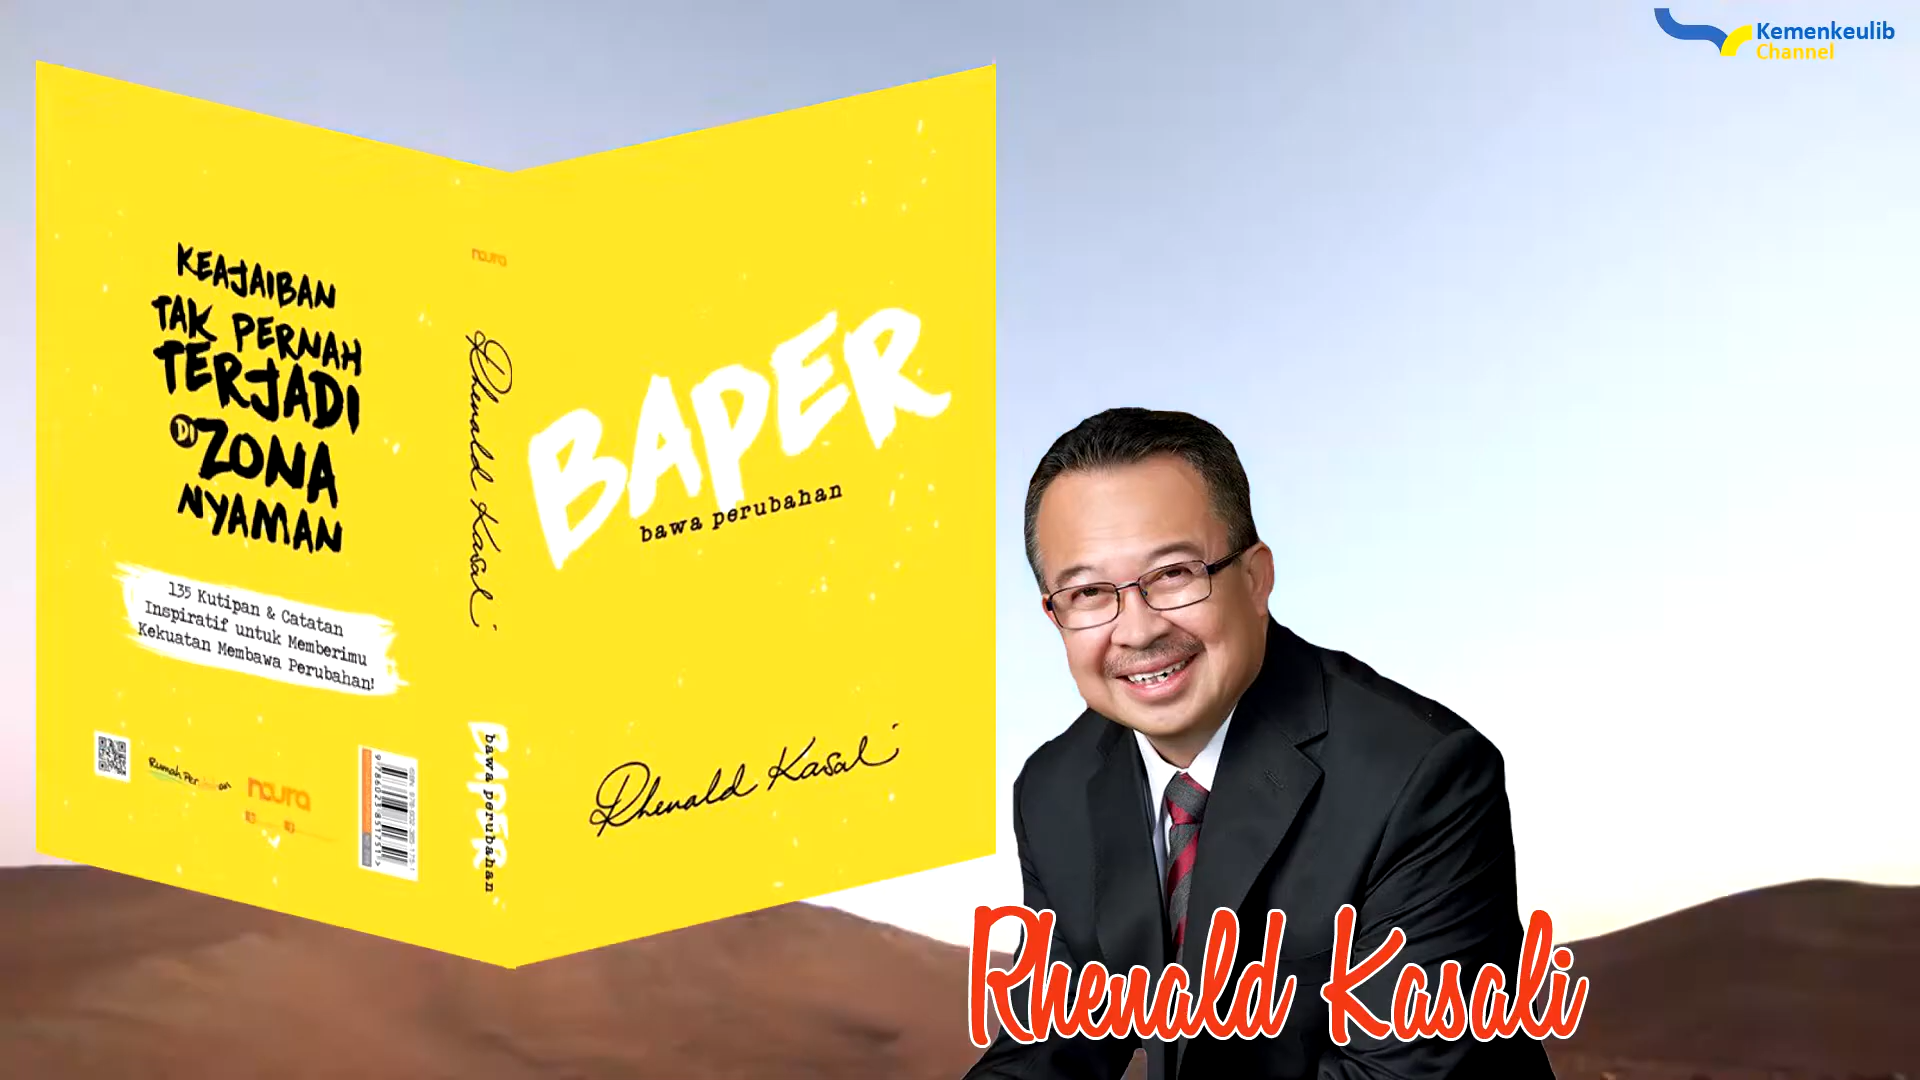 Kemenkeulib
Channel
KEAJAIBAN
TAK PERNAH
TERJADI
DI ZONA
NYAMAN
135 Kutipan & Catatan
Inspiratif untuk Memberimu
Kekuatan Membawa Perubahan!
noura
noura
Rhenald Kasali
BAPER
bawa perubahan
BAPER
bawa perubahan
Rhenald Kasali
Rhenald Kasali